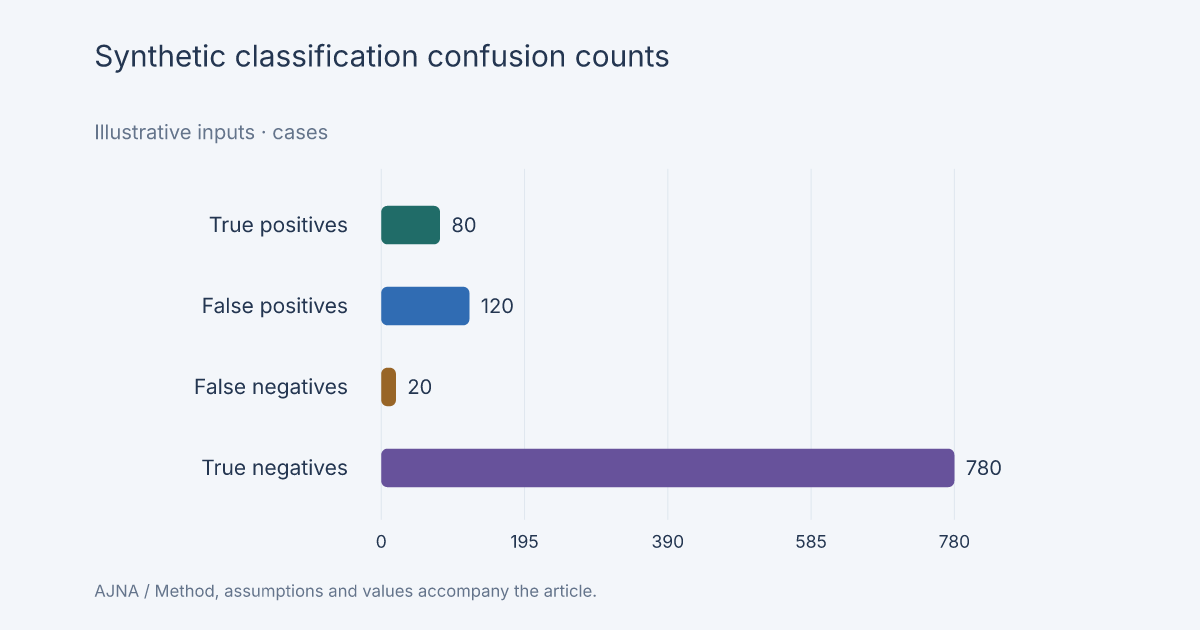 Synthetic classification confusion counts
Illustrative inputs · cases
True positives 80
False positives 120
False negatives 20
True negatives 780
0 195 390 585 780
AJNA / Method, assumptions and values accompany the article.